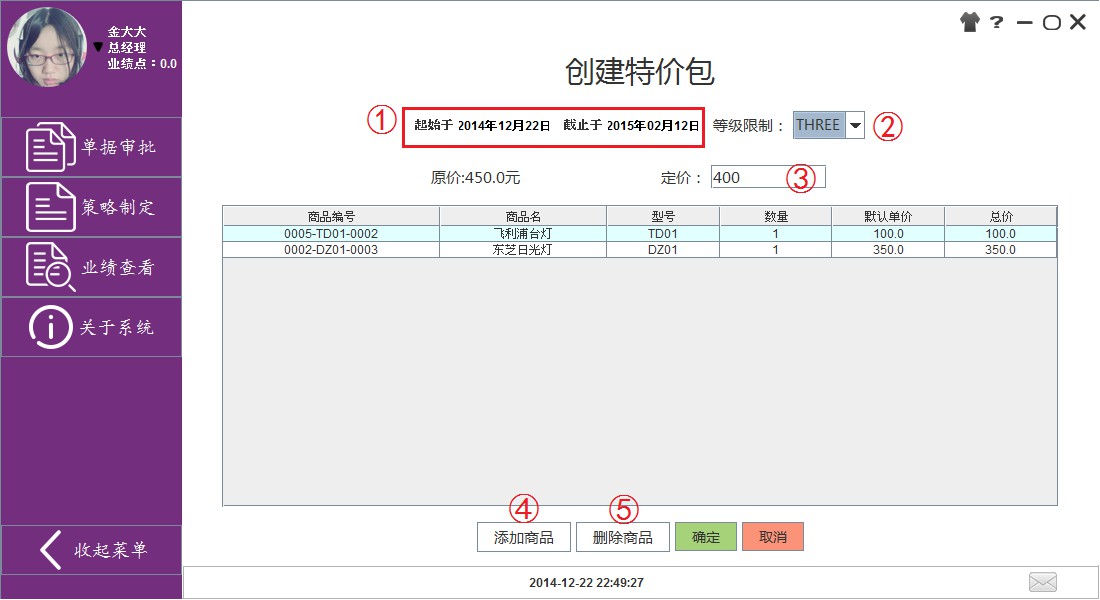 金大大
总经理
业绩点：0.0
单据审批
策略制定
业绩查看
关于系统
收起菜单
?
创建特价包
① 起始于 2014年12月22日 截止于 2015年02月12日 等级限制： THREE ②
原价:450.0元 定价： 400 ③
商品编号 商品名 型号 数量 默认单价 总价
0005-TD01-0002 飞利浦台灯 TD01 1 100.0 100.0
0002-DZ01-0003 东芝日光灯 DZ01 1 350.0 350.0
④ ⑤
添加商品 删除商品 确定 取消
2014-12-22 22:49:27